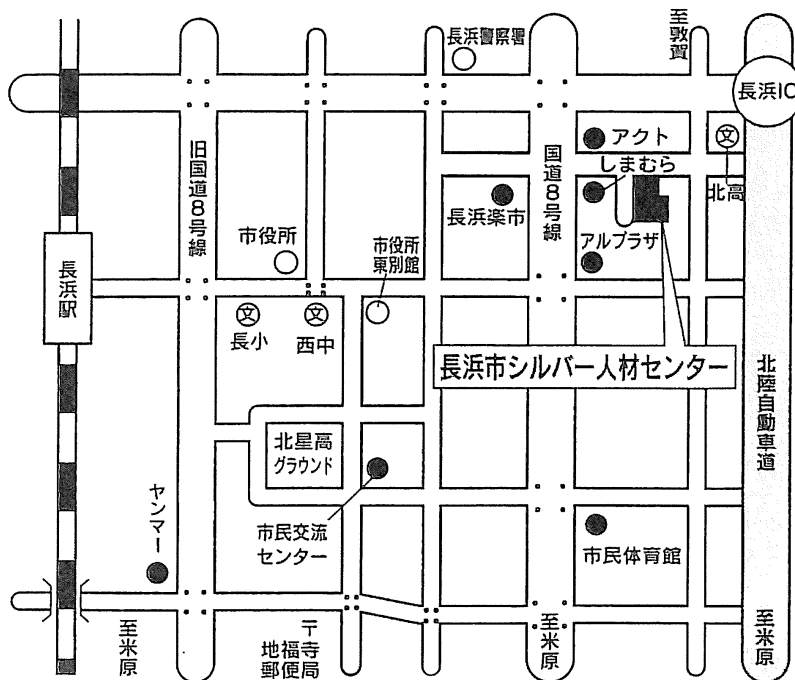 長浜警察署
至敦賀
長浜IC
アクト
文
北高
しまむら
旧国道8号線
国道8号線
長浜楽市
市役所
市役所
東別館
アルプラザ
長浜駅
文
長小
文
西中
長浜市シルバー人材センター
北陸自動車道
北星高
グラウンド
ヤンマー
市民交流
センター
市民体育館
至米原
〒
地福寺
郵便局
至米原
至米原